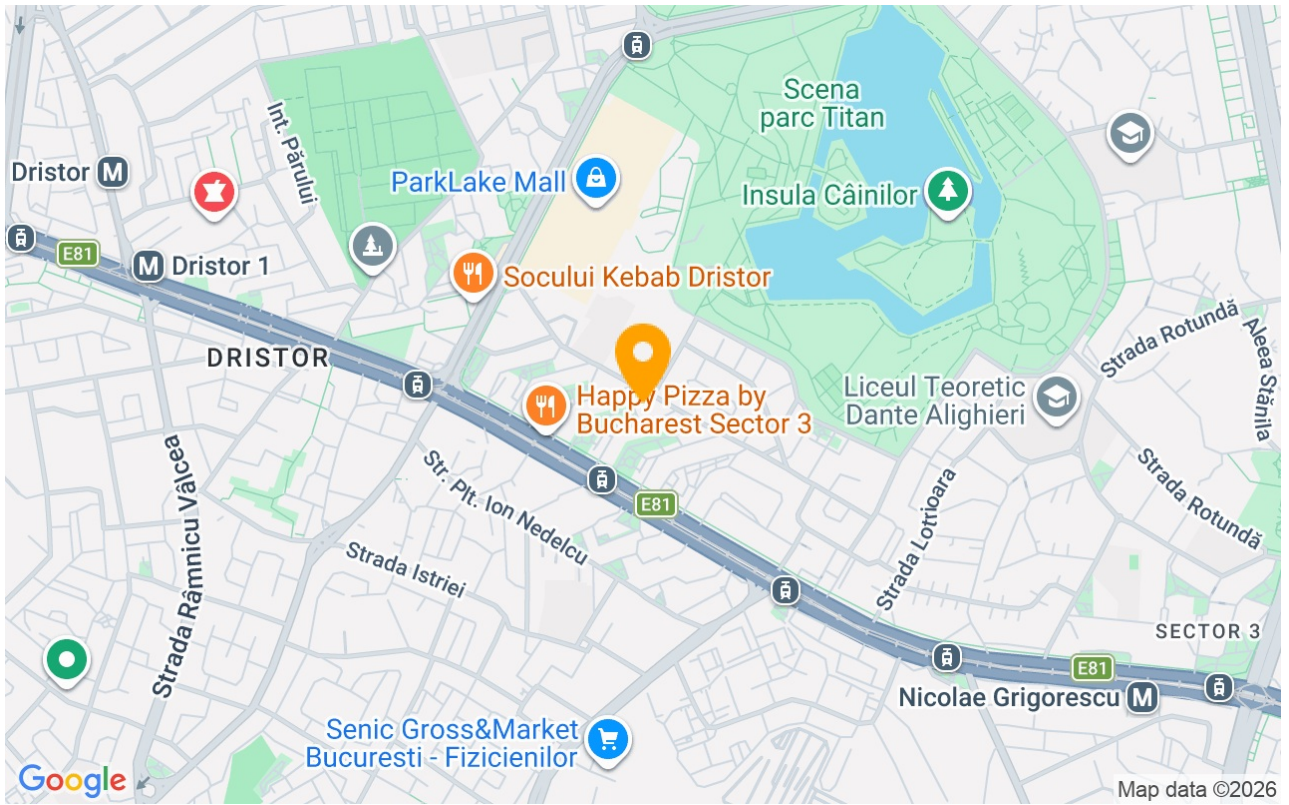 Scena
parc Titan
Int. Părului
Dristor M
ParkLake Mall
Insula Câinilor
E81
M Dristor 1
Socului Kebab Dristor
Strada Rotundă
Aleea Stănila
DRISTOR
Happy Pizza by
Bucharest Sector 3
Liceul Teoretic
Dante Alighieri
Strada Râmnicu Vâlcea
Str. Plt. Ion Nedelcu
E81
Strada Lotrioara
Strada Rotundă
Strada Istriei
SECTOR 3
E81
Nicolae Grigorescu M
Senic Gross&Market
Bucuresti - Fizicienilor
Google
Map data ©2026